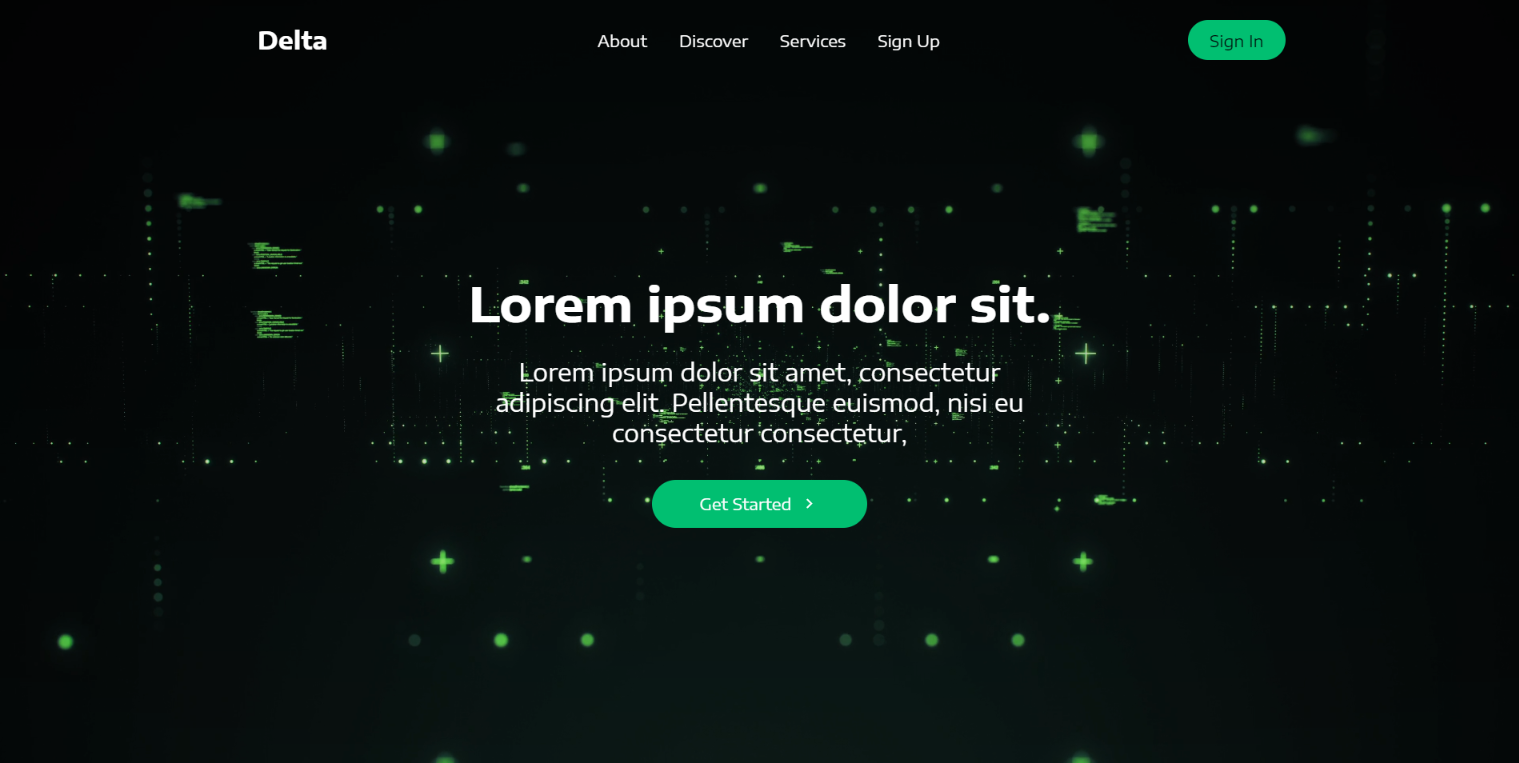 Delta
About
Discover
Services
Sign Up
Sign In
Lorem ipsum dolor sit.
Lorem ipsum dolor sit amet, consectetur
adipiscing elit. Pellentesque euismod, nisi eu
consectetur consectetur,
Get Started